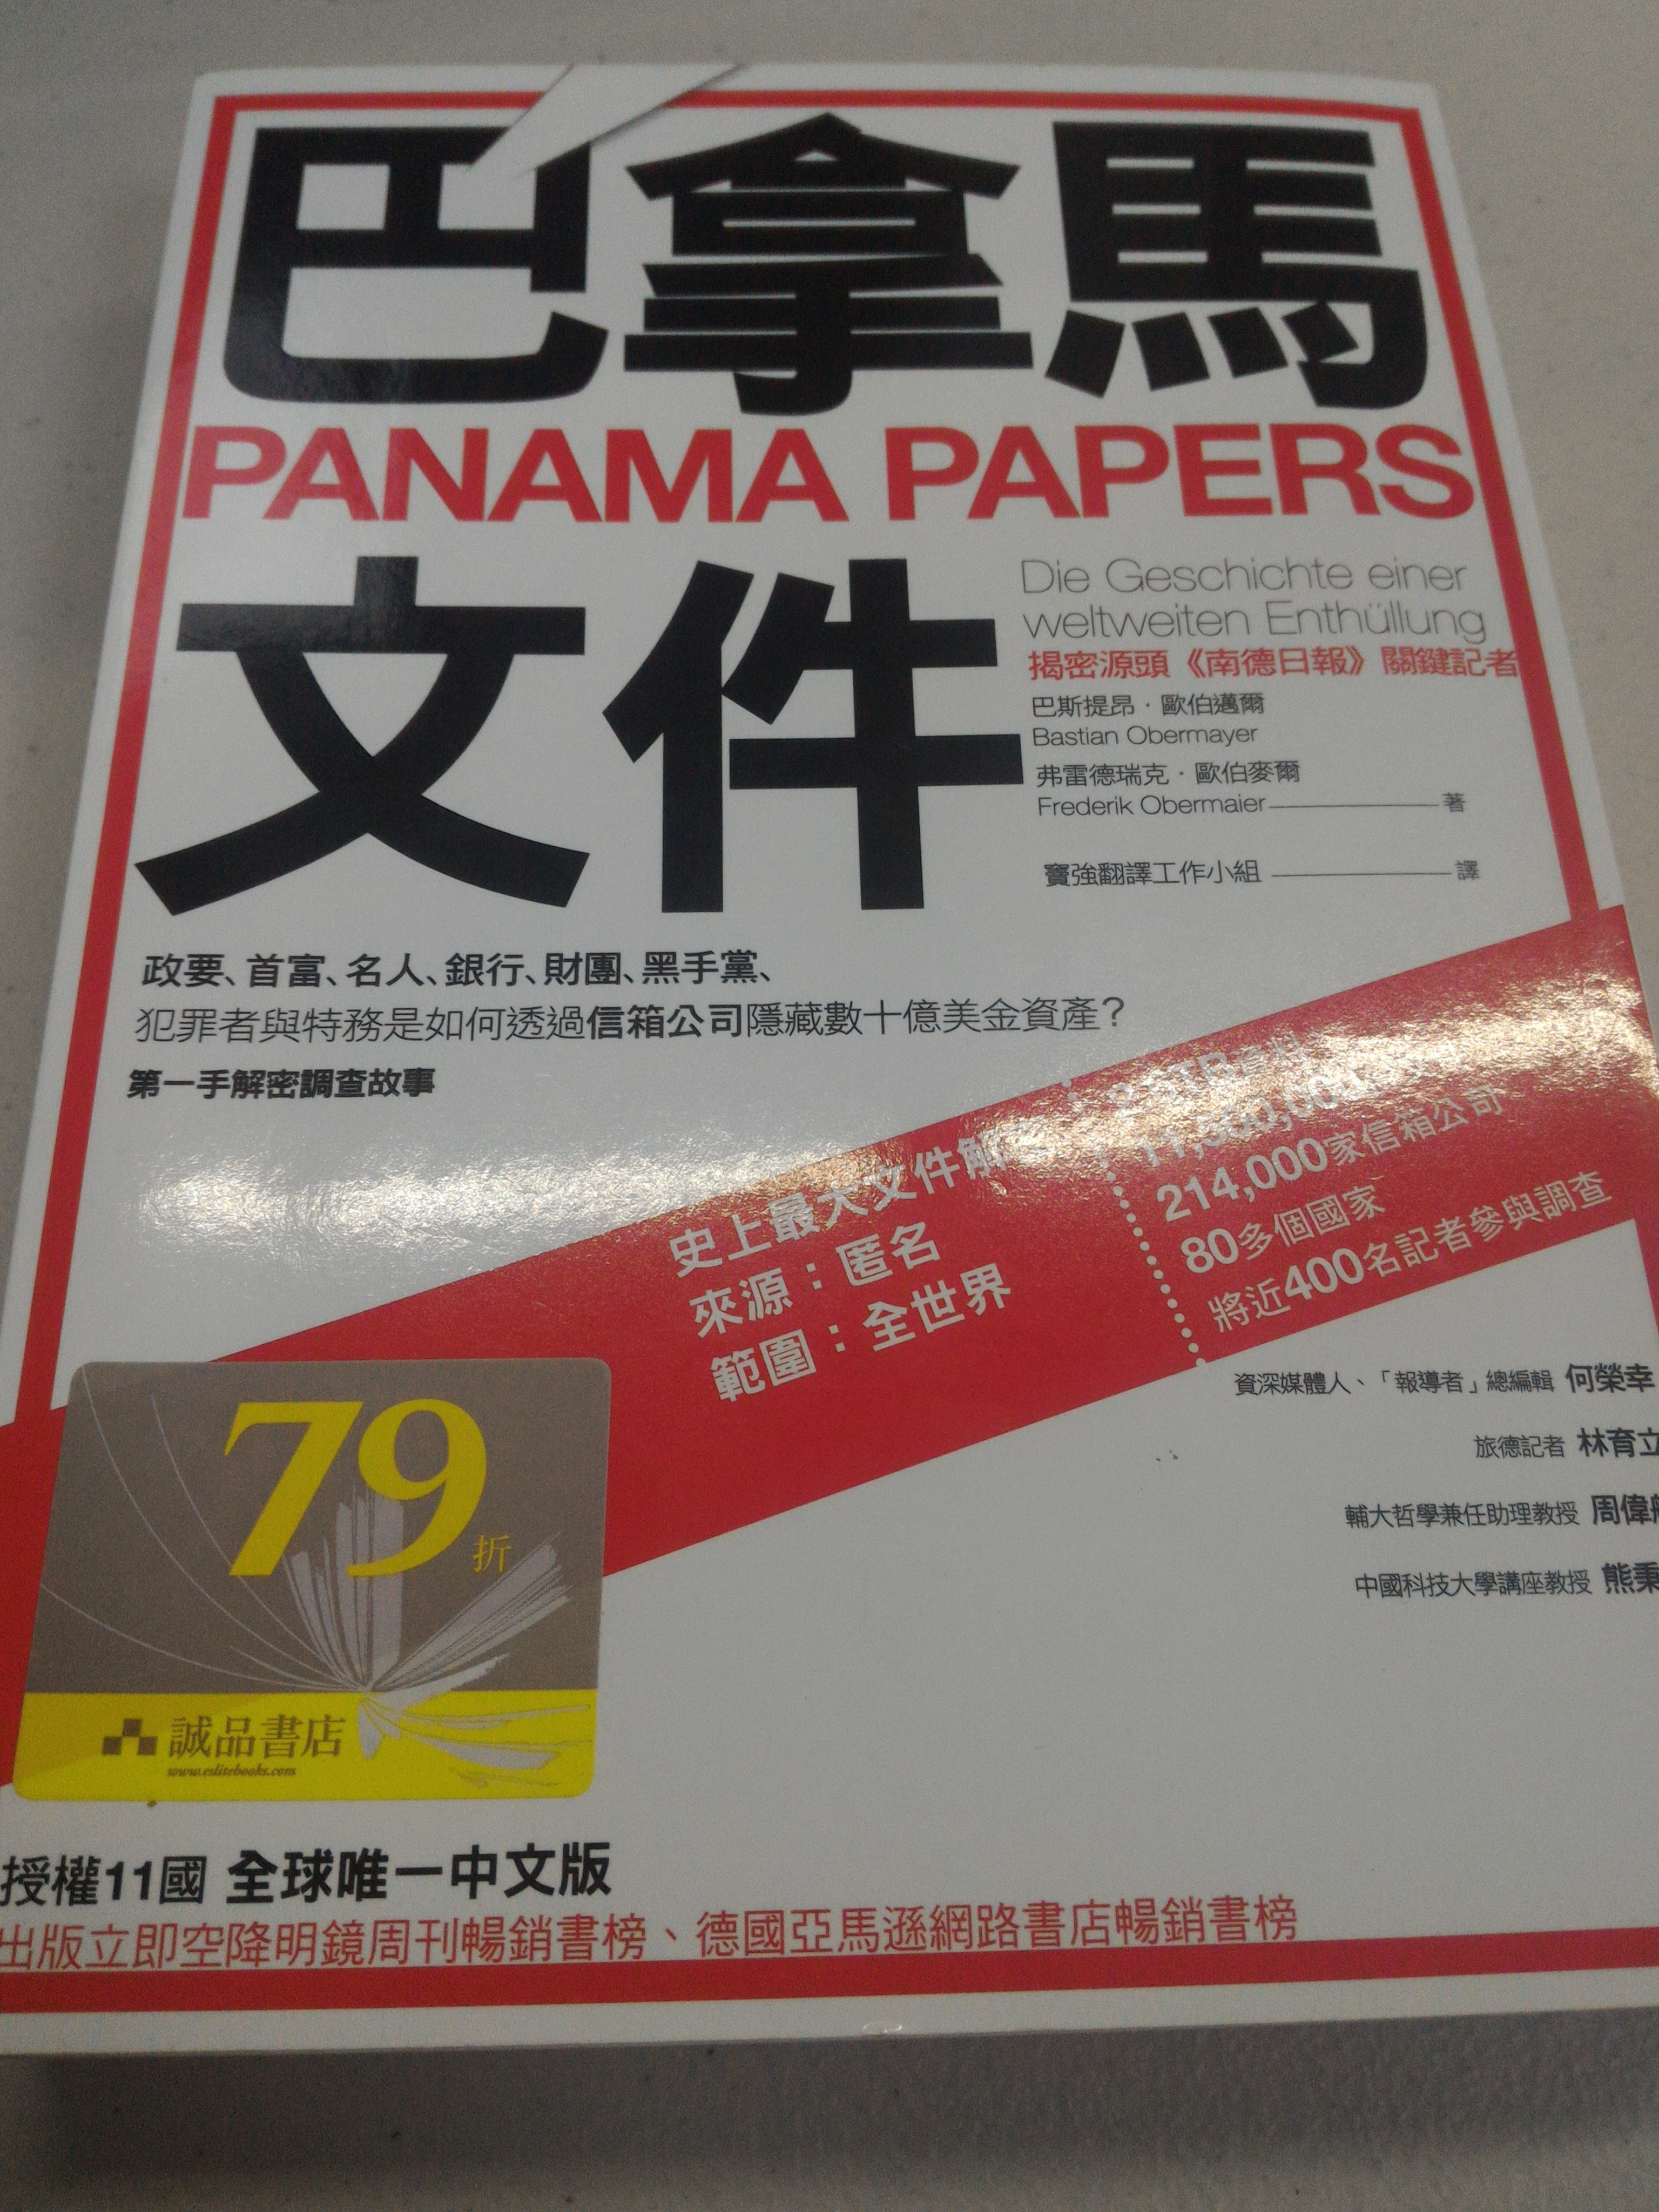 巴拿馬
PANAMA PAPERS
文件
Die Geschichte einer
weltweiten Enthüllung
揭密源頭《南德日報》關鍵記者
巴斯提昂．歐伯邁爾
Bastian Obermayer
弗雷德瑞克．歐伯麥爾
Frederik Obermaier 著
竇強翻譯工作小組 譯
政要、首富、名人、銀行、財團、黑手黨、
犯罪者與特務是如何透過信箱公司隱藏數十億美金資產？
第一手解密調查故事
史上最大文件解
來源：匿名
範圍：全世界
214,000家信箱公司
80多個國家
將近400名記者參與調查
資深媒體人、「報導者」總編輯 何榮幸
旅德記者 林育立
輔大哲學兼任助理教授 周偉
中國科技大學講座教授 熊秉
79折
誠品書店
www.eslitebooks.com
授權11國 全球唯一中文版
出版立即空降明鏡周刊暢銷書榜、德國亞馬遜網路書店暢銷書榜